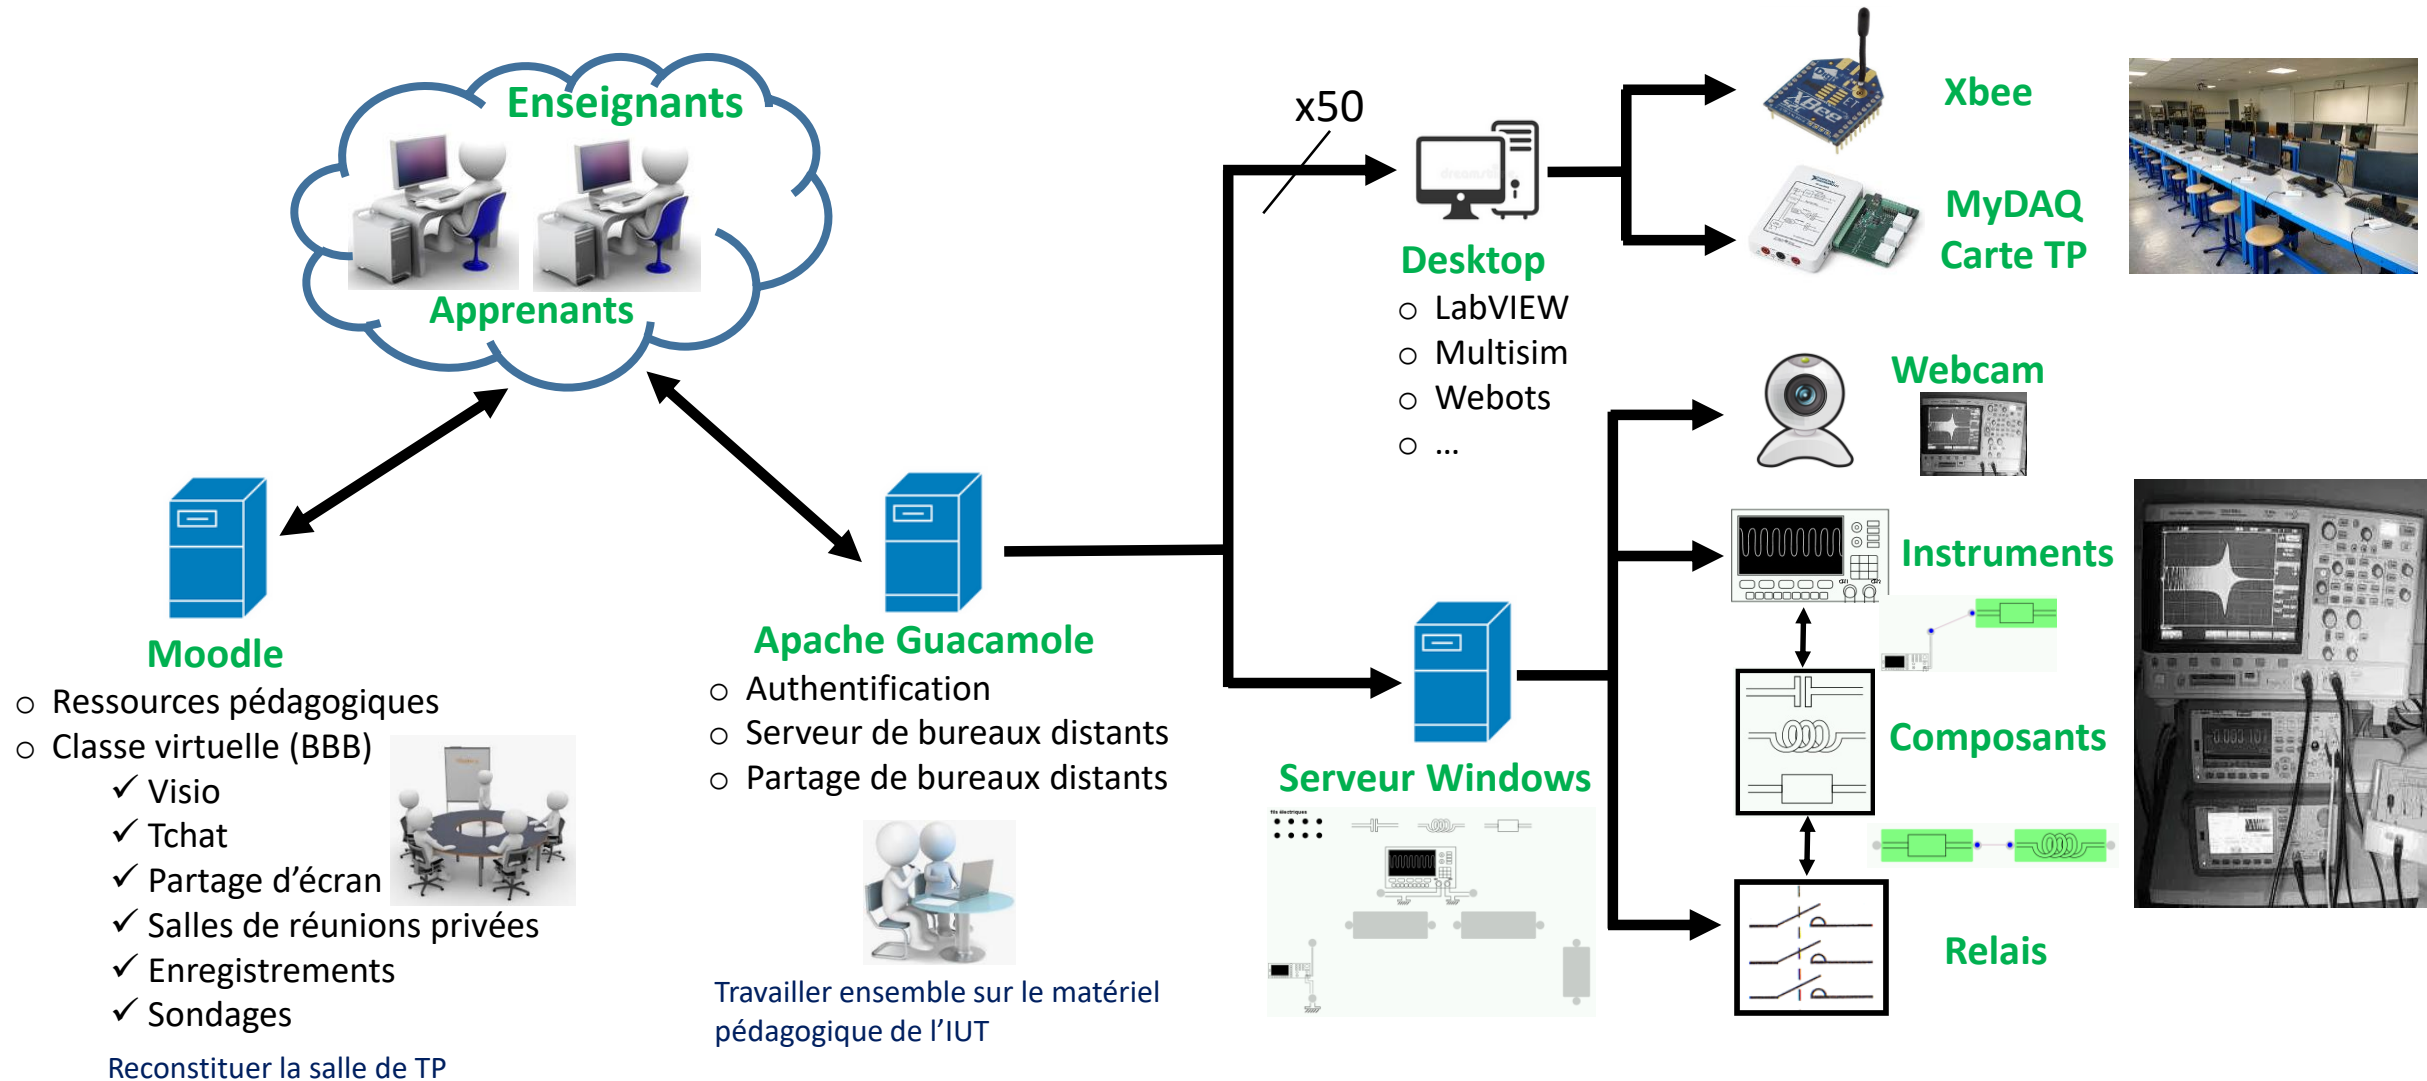 Enseignants
Apprenants
Moodle
o Ressources pédagogiques
o Classe virtuelle (BBB)
✓ Visio
✓ Tchat
✓ Partage d'écran
✓ Salles de réunions privées
✓ Enregistrements
✓ Sondages
Reconstituer la salle de TP
Apache Guacamole
o Authentification
o Serveur de bureaux distants
o Partage de bureaux distants
Travailler ensemble sur le matériel
pédagogique de l'IUT
x50
Desktop
o LabVIEW
o Multisim
o Webots
o ...
Serveur Windows
fils électriques
Xbee
XBee
MyDAQ
Carte TP
Webcam
Instruments
Composants
Relais